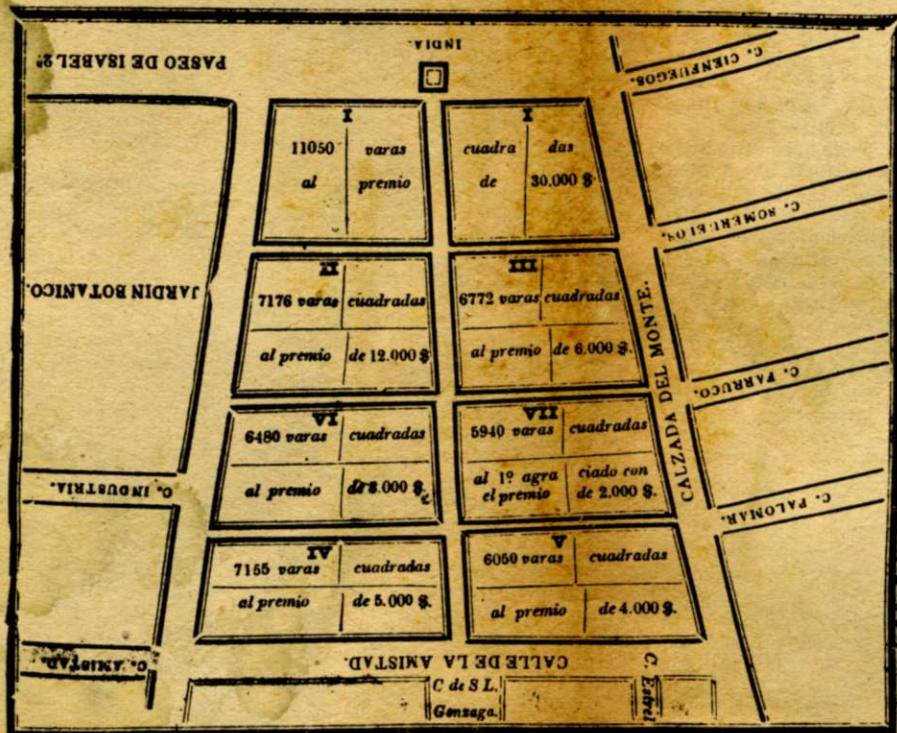 PASEO DE ISABEL 2ª
INDIA.
C. CIENFUEGOS.
I
11050 varas
al premio
I
cuadra das
de 30.000 $
C. ROMERUELOS.
JARDIN BOTANICO.
II
7176 varas cuadradas
al premio de 12.000 $
III
6772 varas cuadradas
al premio de 6.000 $.
CALZADA DEL MONTE.
C. FARRUCO.
VI
6480 varas cuadradas
al premio de 3.000 $
VII
5940 varas cuadradas
al 1º agra ciado con
el premio de 2.000 $.
C. INDUSTRIA.
C. PALOMAR.
IV
7155 varas cuadradas
al premio de 5.000 $.
V
6050 varas cuadradas
al premio de 4.000 $.
C. AMISTAD.
CALLE DE LA AMISTAD.
C de S L.
Gonzaga.
C.